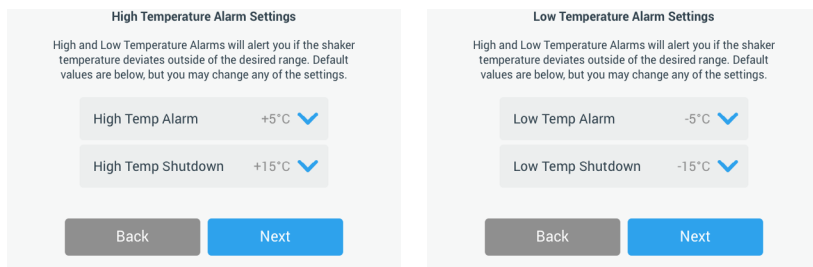 High Temperature Alarm Settings
High and Low Temperature Alarms will alert you if the shaker
temperature deviates outside of the desired range. Default
values are below, but you may change any of the settings.
High Temp Alarm +5°C
High Temp Shutdown +15°C
Back Next
Low Temperature Alarm Settings
High and Low Temperature Alarms will alert you if the shaker
temperature deviates outside of the desired range. Default
values are below, but you may change any of the settings.
Low Temp Alarm -5°C
Low Temp Shutdown -15°C
Back Next